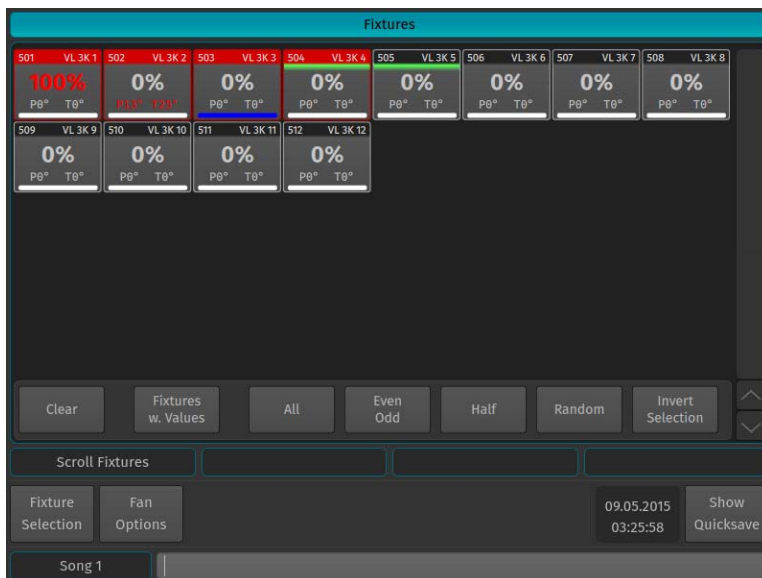 Fixtures
501 VL 3K 1 502 VL 3K 2 503 VL 3K 3 504 VL 3K 4 505 VL 3K 5 506 VL 3K 6 507 VL 3K 7 508 VL 3K 8
100% 0% 0% 0% 0% 0% 0% 0%
P0° T0° P0° T0° P0° T0° P0° T0° P0° T0° P0° T0° P0° T0°
509 VL 3K 9 510 VL 3K 10 511 VL 3K 11 512 VL 3K 12
0% 0% 0% 0%
P0° T0° P0° T0° P0° T0° P0° T0°
Clear Fixtures w. Values All Even Odd Half Random Invert Selection
Scroll Fixtures
Fixture Selection Fan Options 09.05.2015 03:25:58 Show Quicksave
Song 1